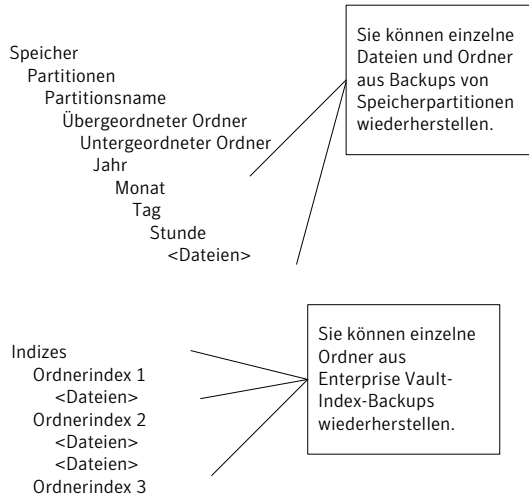 Speicher
Partitionen
Partitionsname
Übergeordneter Ordner
Untergeordneter Ordner
Jahr
Monat
Tag
Stunde
<Dateien>
Sie können einzelne
Dateien und Ordner
aus Backups von
Speicherpartitionen
wiederherstellen.
Indizes
Ordnerindex 1
<Dateien>
Ordnerindex 2
<Dateien>
<Dateien>
Ordnerindex 3
Sie können einzelne
Ordner aus
Enterprise Vault-
Index-Backups
wiederherstellen.